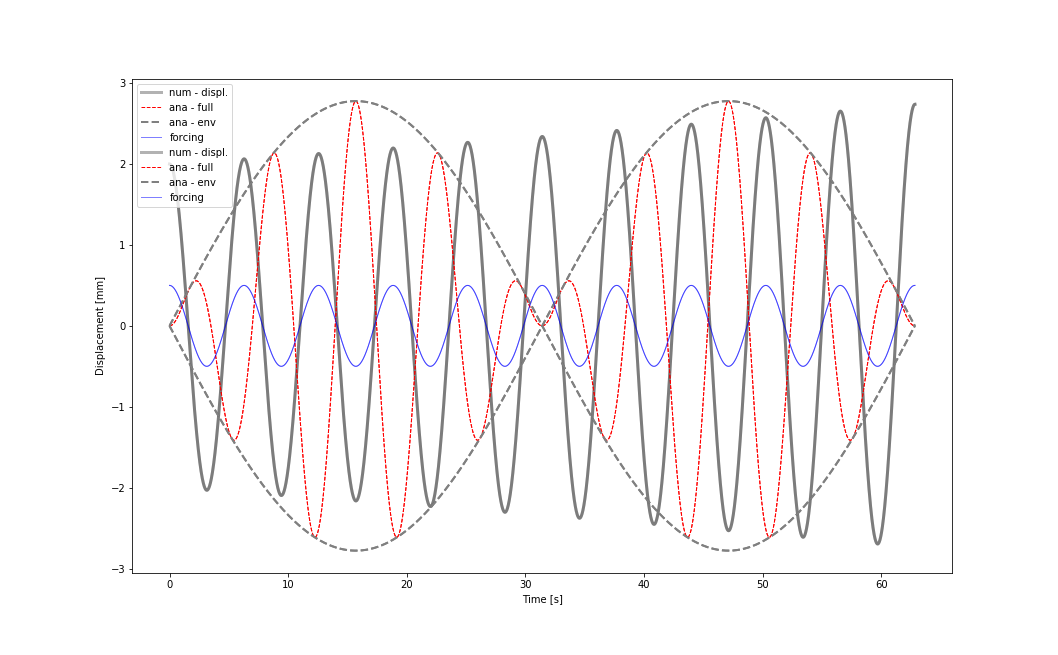 3
2
1
0
−1
−2
−3
Displacement [mm]
num - displ.
ana - full
ana - env
forcing
num - displ.
ana - full
ana - env
forcing
0 10 20 30 40 50 60
Time [s]